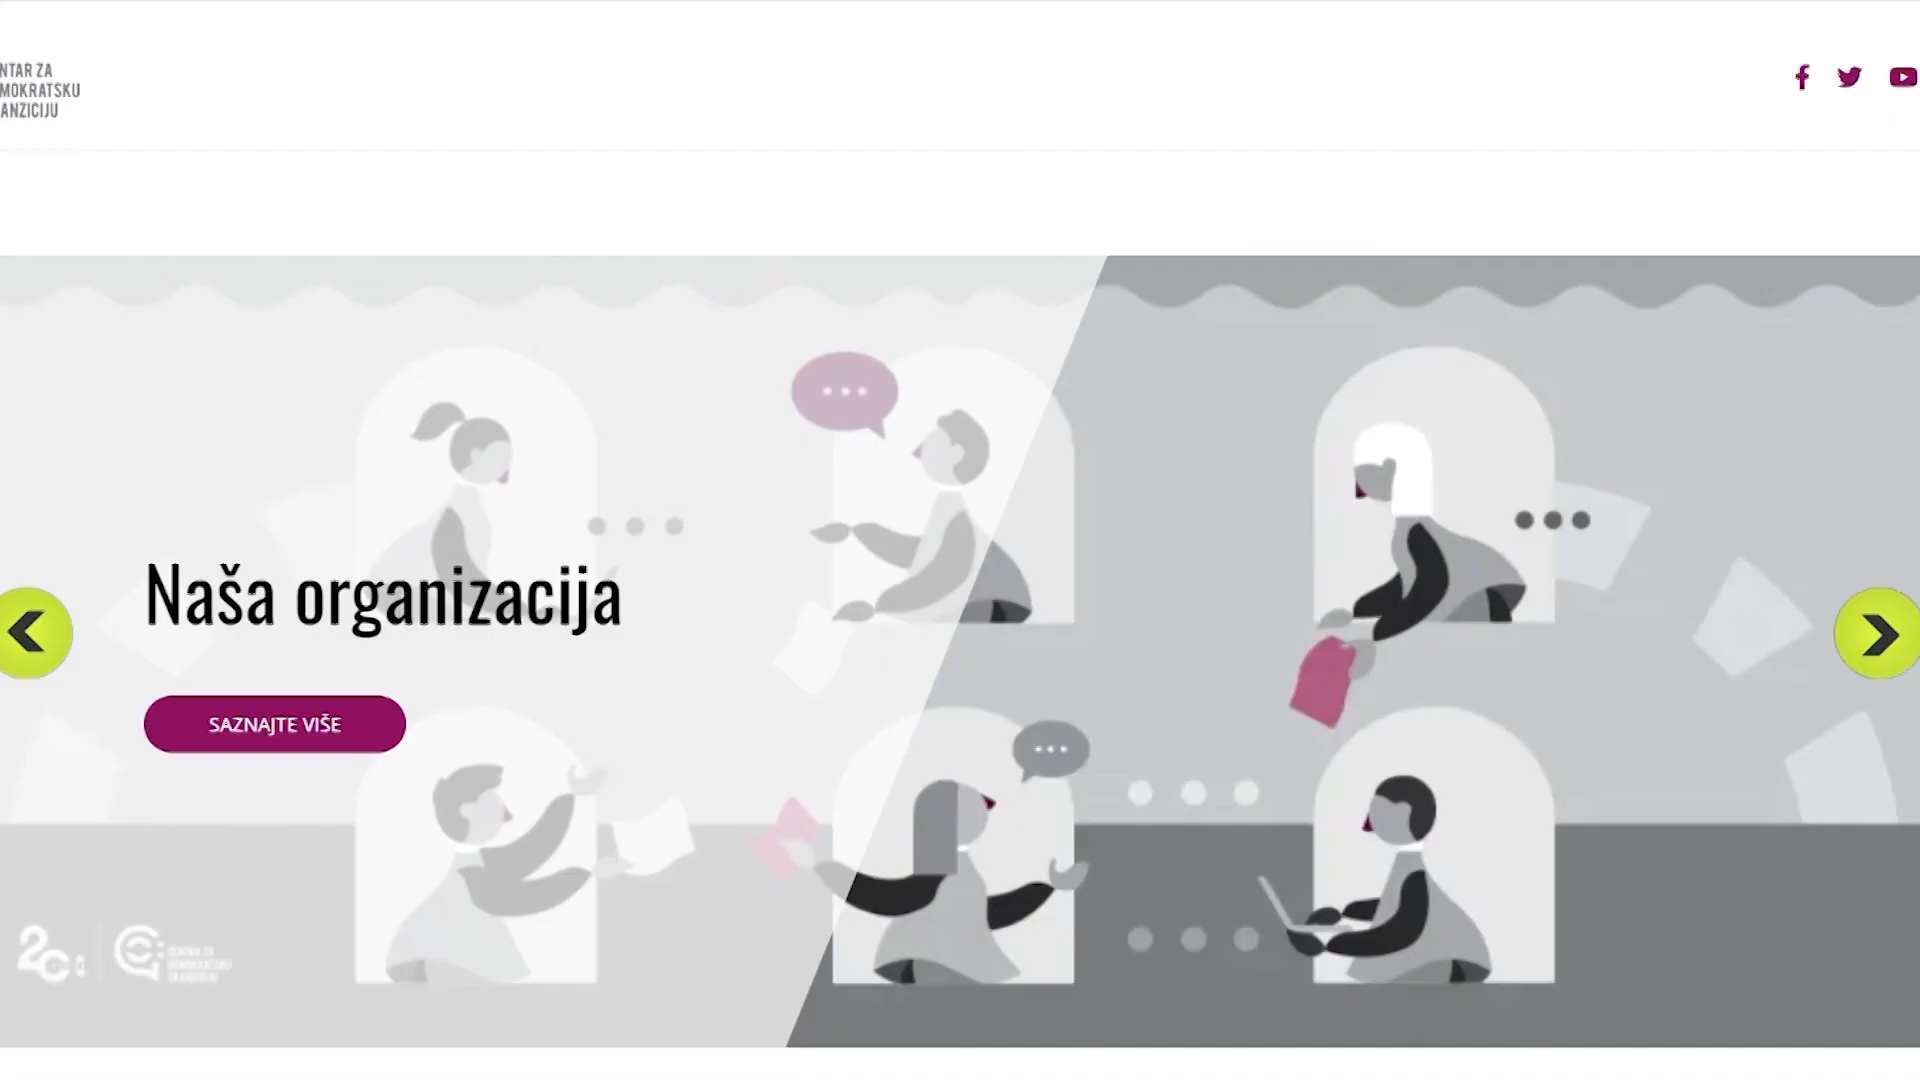 NTAR ZA
MOKRATSKU
ANZICIJU
Naša organizacija
SAZNAJTE VIŠE